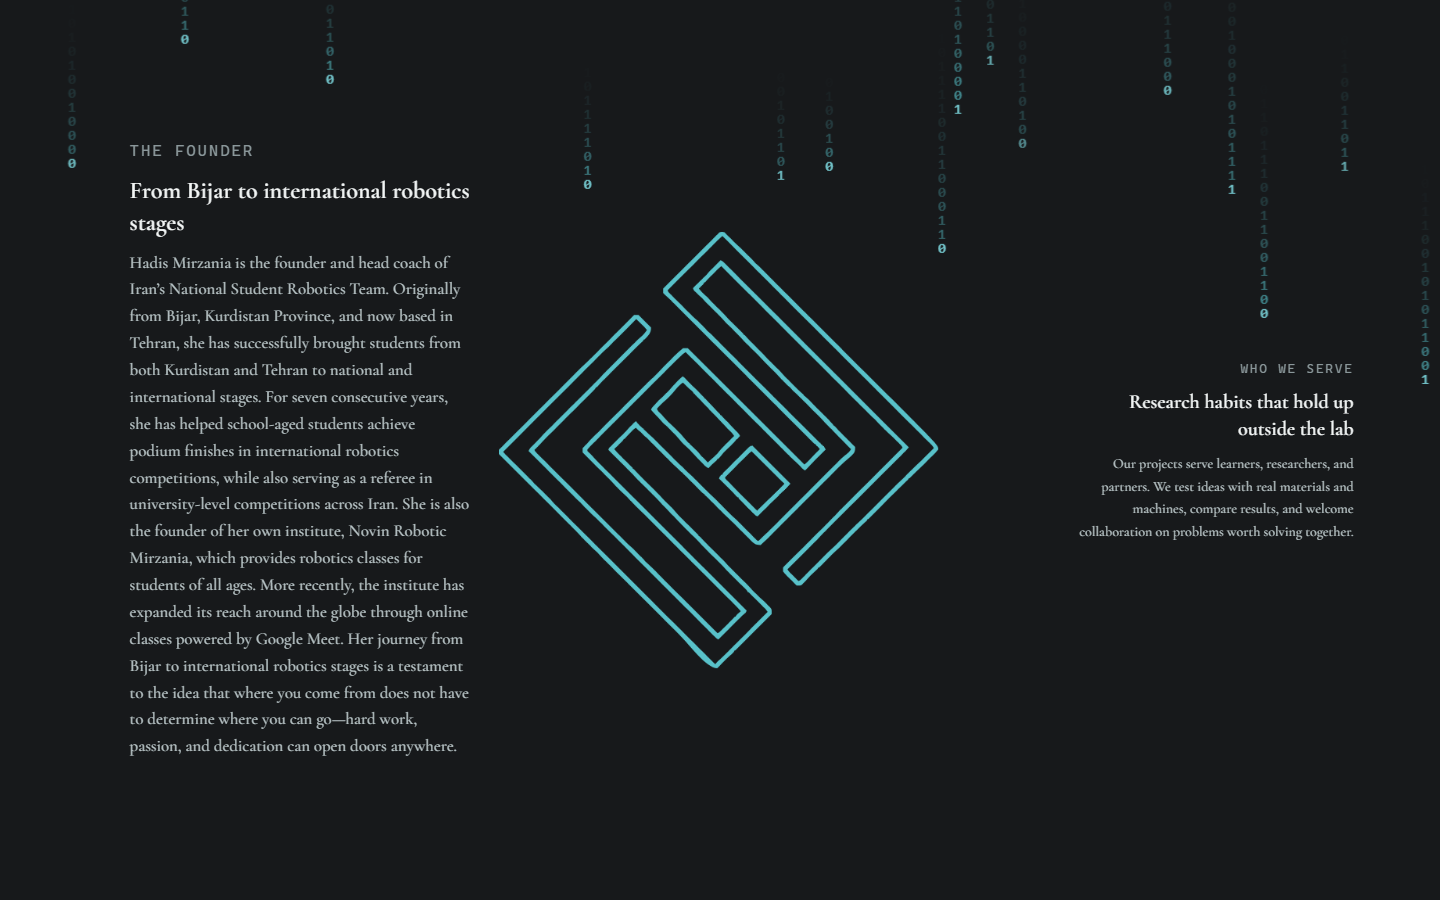 THE FOUNDER
From Bijar to international robotics
stages
Hadis Mirzania is the founder and head coach of
Iran’s National Student Robotics Team. Originally
from Bijar, Kurdistan Province, and now based in
Tehran, she has successfully brought students from
both Kurdistan and Tehran to national and
international stages. For seven consecutive years,
she has helped school-aged students achieve
podium finishes in international robotics
competitions, while also serving as a referee in
university-level competitions across Iran. She is also
the founder of her own institute, Novin Robotic
Mirzania, which provides robotics classes for
students of all ages. More recently, the institute has
expanded its reach around the globe through online
classes powered by Google Meet. Her journey from
Bijar to international robotics stages is a testament
to the idea that where you come from does not have
to determine where you can go—hard work,
passion, and dedication can open doors anywhere.
WHO WE SERVE
Research habits that hold up
outside the lab
Our projects serve learners, researchers, and
partners. We test ideas with real materials and
machines, compare results, and welcome
collaboration on problems worth solving together.